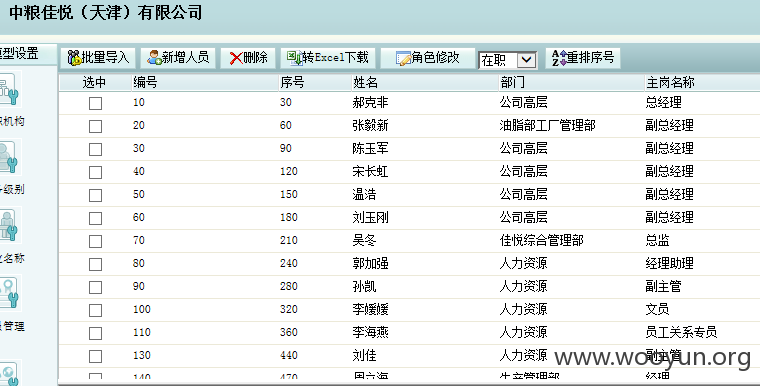 中粮佳悦（天津）有限公司
型设置
批量导入 新增人员 删除 转Excel下载 角色修改 在职 重排序号
选中 编号 序号 姓名 部门 主岗名称
10 30 郝克非 公司高层 总经理
机构
20 60 张毅新 油脂部工厂管理部 副总经理
30 90 陈玉军 公司高层 副总经理
40 120 宋长虹 公司高层 副总经理
级别
50 150 温浩 公司高层 副总经理
60 180 刘玉刚 公司高层 副总经理
70 210 吴冬 佳悦综合管理部 总监
名称
80 240 郭加强 人力资源 经理助理
90 280 孙凯 人力资源 副主管
100 320 李媛媛 人力资源 文员
管理
110 360 李海燕 人力资源 员工关系专员
130 440 刘佳 人力资源 副主管
www.wooyun.org
140 470 生产管理部 经理